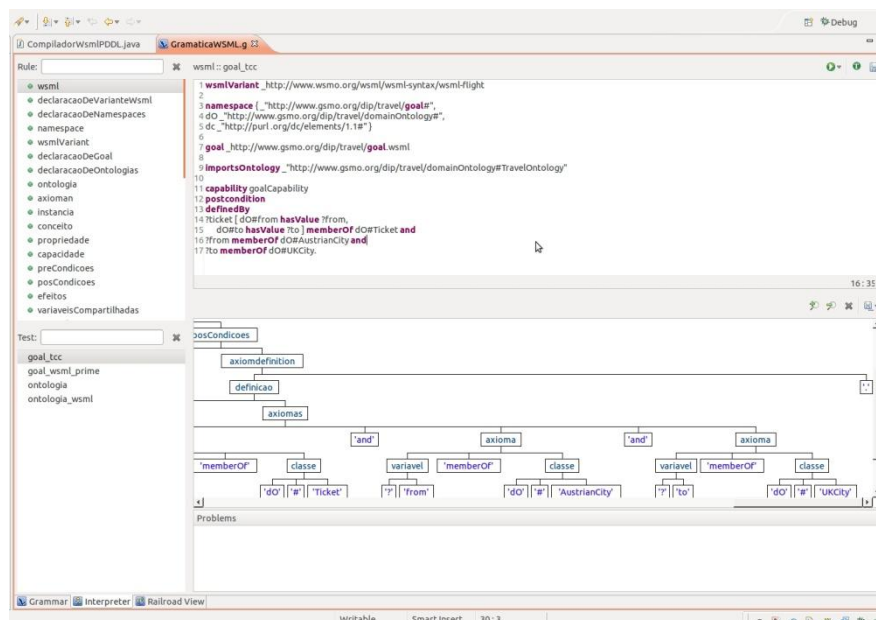 Debug
CompiladorWsmlPDDL.java
GramaticaWSML.g
Rule:
wsml :: goal_tcc
wsml
declaracaoDeVarianteWsml
declaracaoDeNamespaces
namespace
wsmlVariant
declaracaoDeGoal
declaracaoDeOntologias
ontologia
axioman
instancia
conceito
propriedade
capacidade
preCondicoes
posCondicoes
efeitos
variaveisCompartilhadas
1 wsmlVariant _http://www.wsmo.org/wsml/wsml-syntax/wsml-flight
2
3 namespace { _"http://www.gsmo.org/dip/travel/goal#",
4 dO _"http://www.gsmo.org/dip/travel/domainOntology#",
5 dc _"http://purl .org/dc/elements/1.1#" }
6
7 goal _http://www.gsmo.org/dip/travel/goal.wsml
8
9 importsOntology _"http://www.gsmo.org/dip/travel/domainOntology#TravelOntology"
10
11 capability goalCapability
12 postcondition
13 definedBy
14 ?ticket [ dO#from hasValue ?from,
15 dO#to hasValue ?to ] memberOf dO#Ticket and
16 ?from memberOf dO#AustrianCity and
17 ?to memberOf dO#UKCity.
16 : 35
Test:
goal_tcc
goal_wsml_prime
ontologia
ontologia_wsml
posCondicoes
axiomdefinition
definicao
'.'
axiomas
'and' axioma 'and' axioma
'memberOf' classe variavel 'memberOf' classe variavel 'memberOf' classe
'dO' '#' 'Ticket' '?' 'from' 'dO' '#' 'AustrianCity' '?' 'to' 'dO' '#' 'UKCity'
Problems
Grammar Interpreter Railroad View
Writable Smart Insert 30 : 3